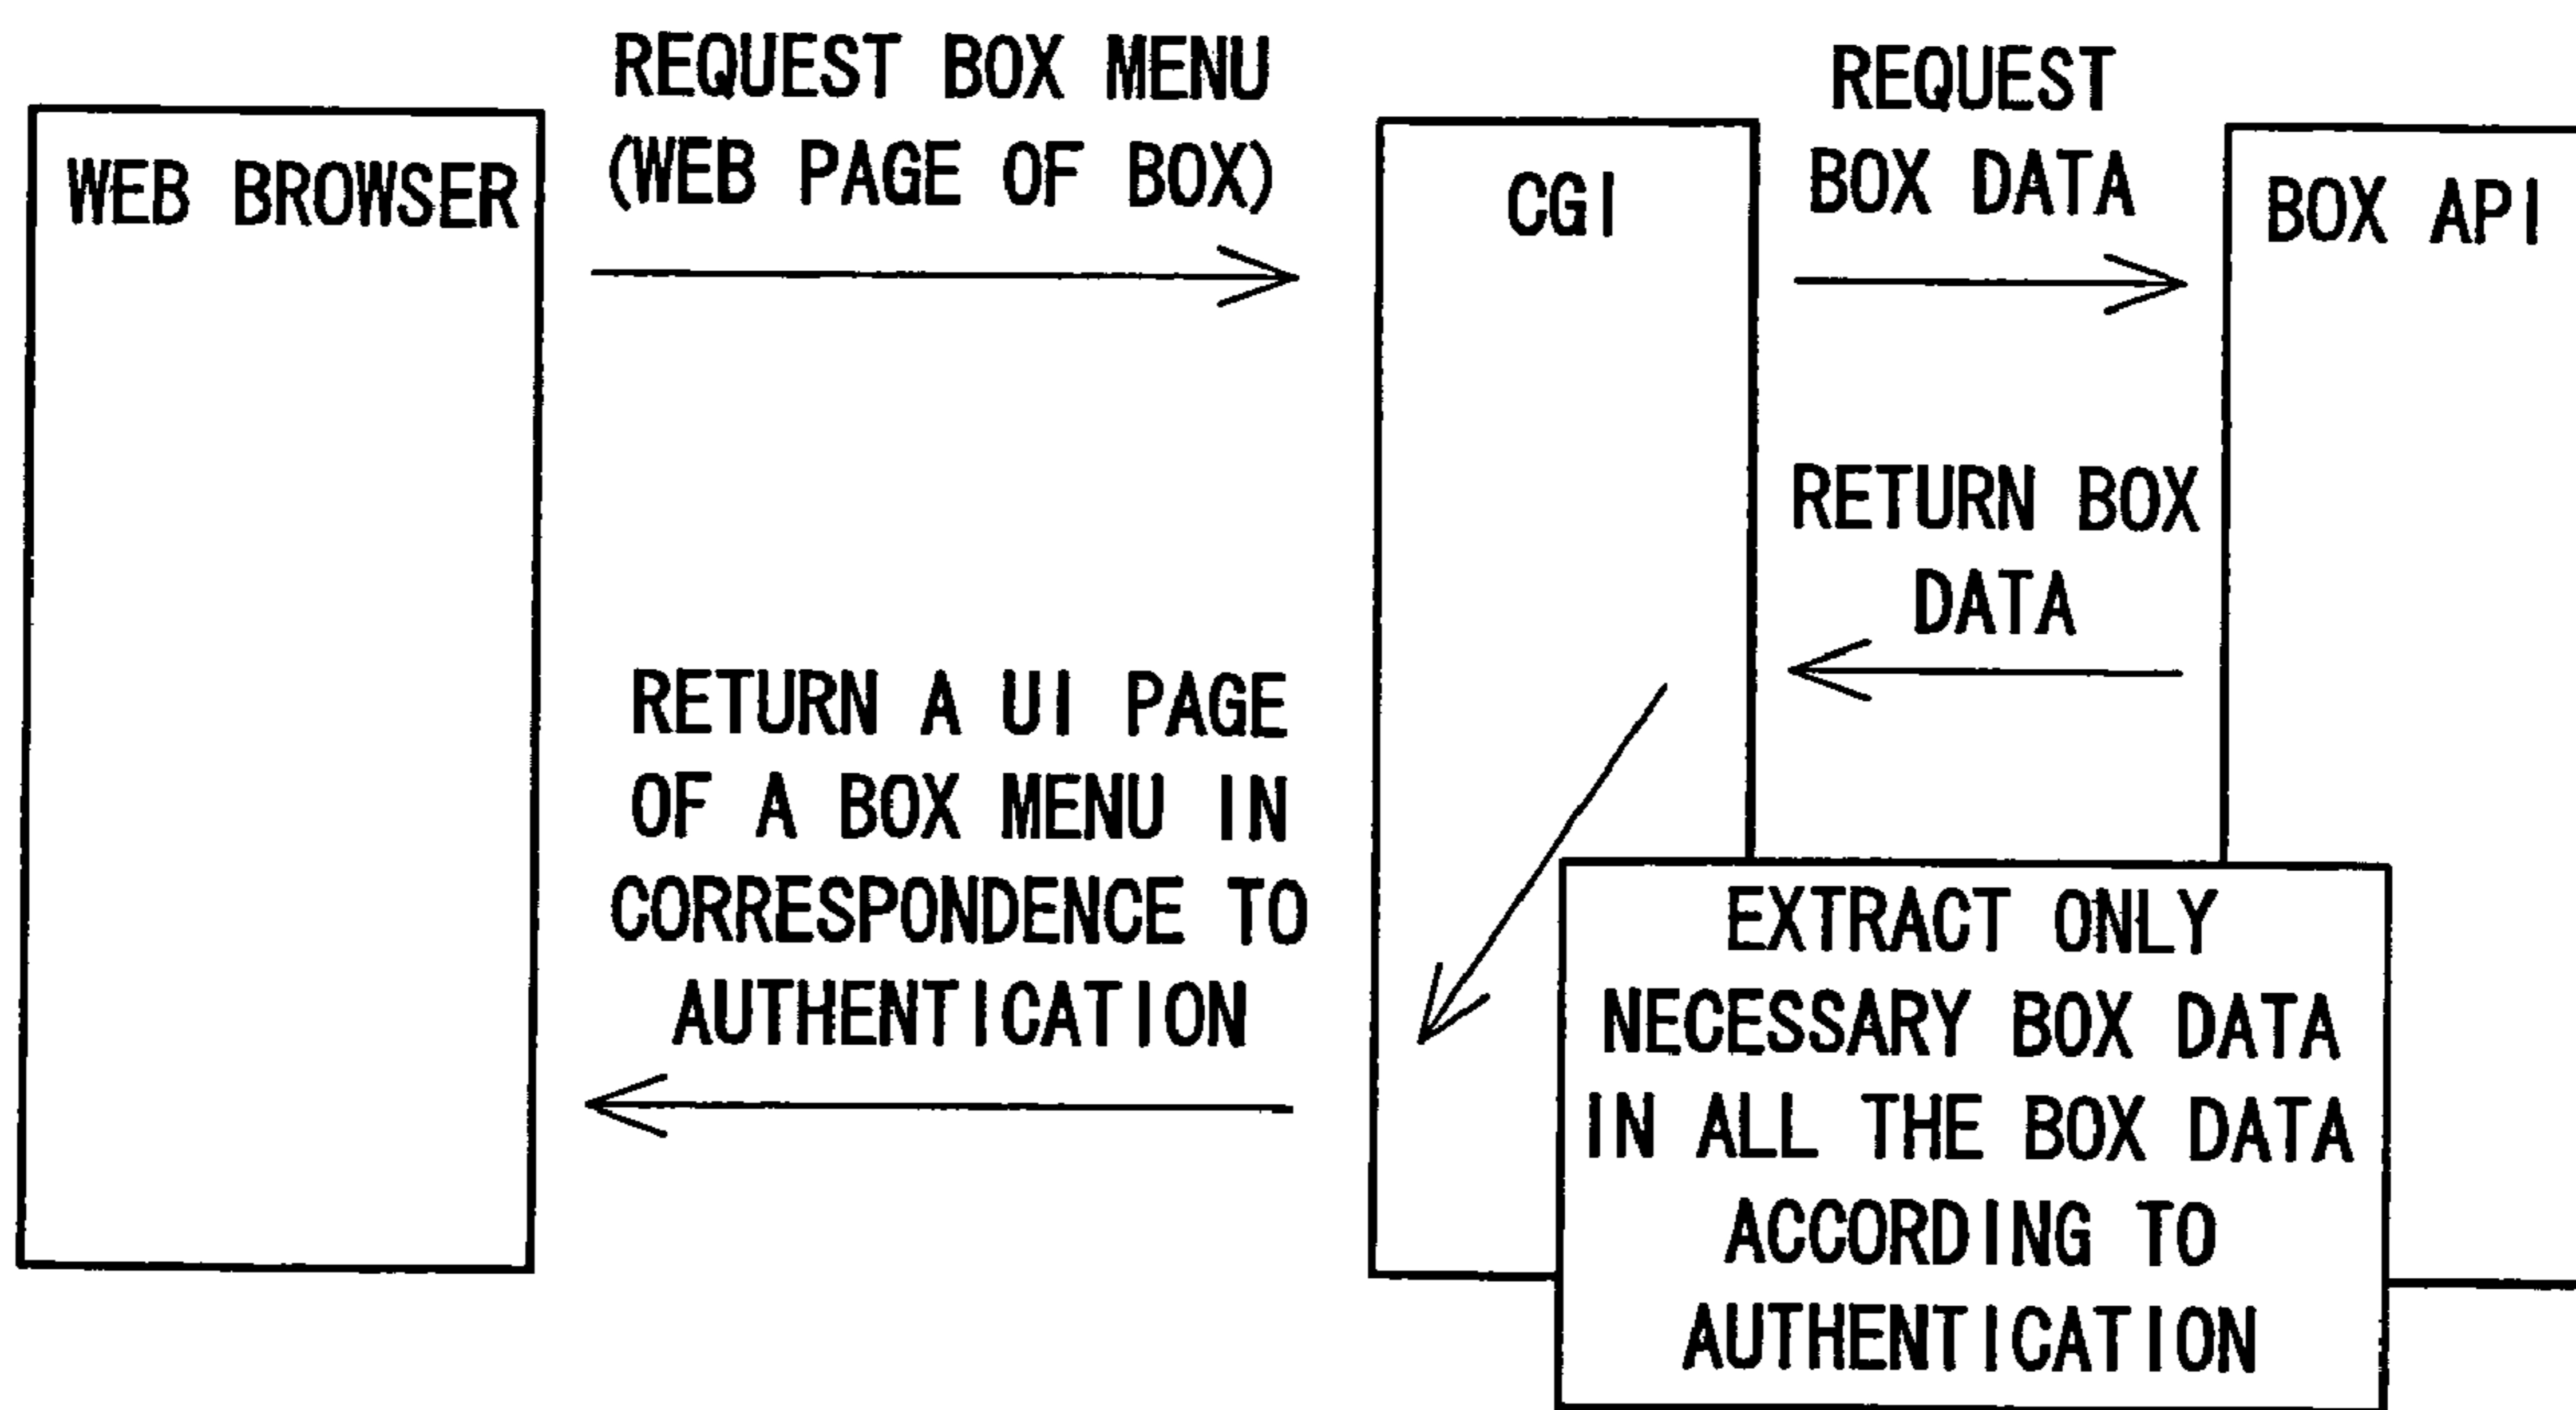 WEB BROWSER
REQUEST BOX MENU
(WEB PAGE OF BOX)
CGI
REQUEST
BOX DATA
BOX API
RETURN BOX
DATA
RETURN A UI PAGE
OF A BOX MENU IN
CORRESPONDENCE TO
AUTHENTICATION
EXTRACT ONLY
NECESSARY BOX DATA
IN ALL THE BOX DATA
ACCORDING TO
AUTHENTICATION